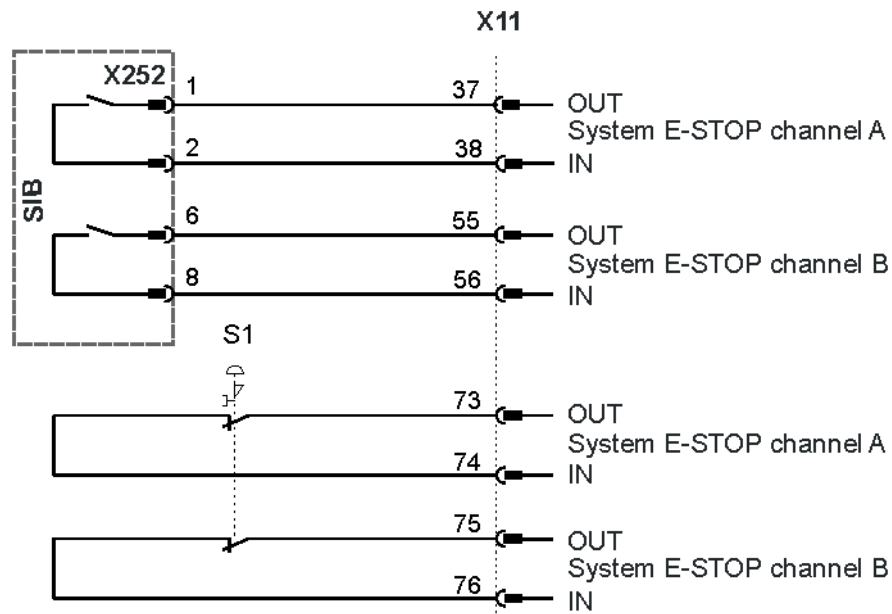 X11
X252
1
37
OUT
System E-STOP channel A
2
38
IN
SIB
6
55
OUT
System E-STOP channel B
8
56
IN
S1
73
OUT
System E-STOP channel A
74
IN
75
OUT
System E-STOP channel B
76
IN